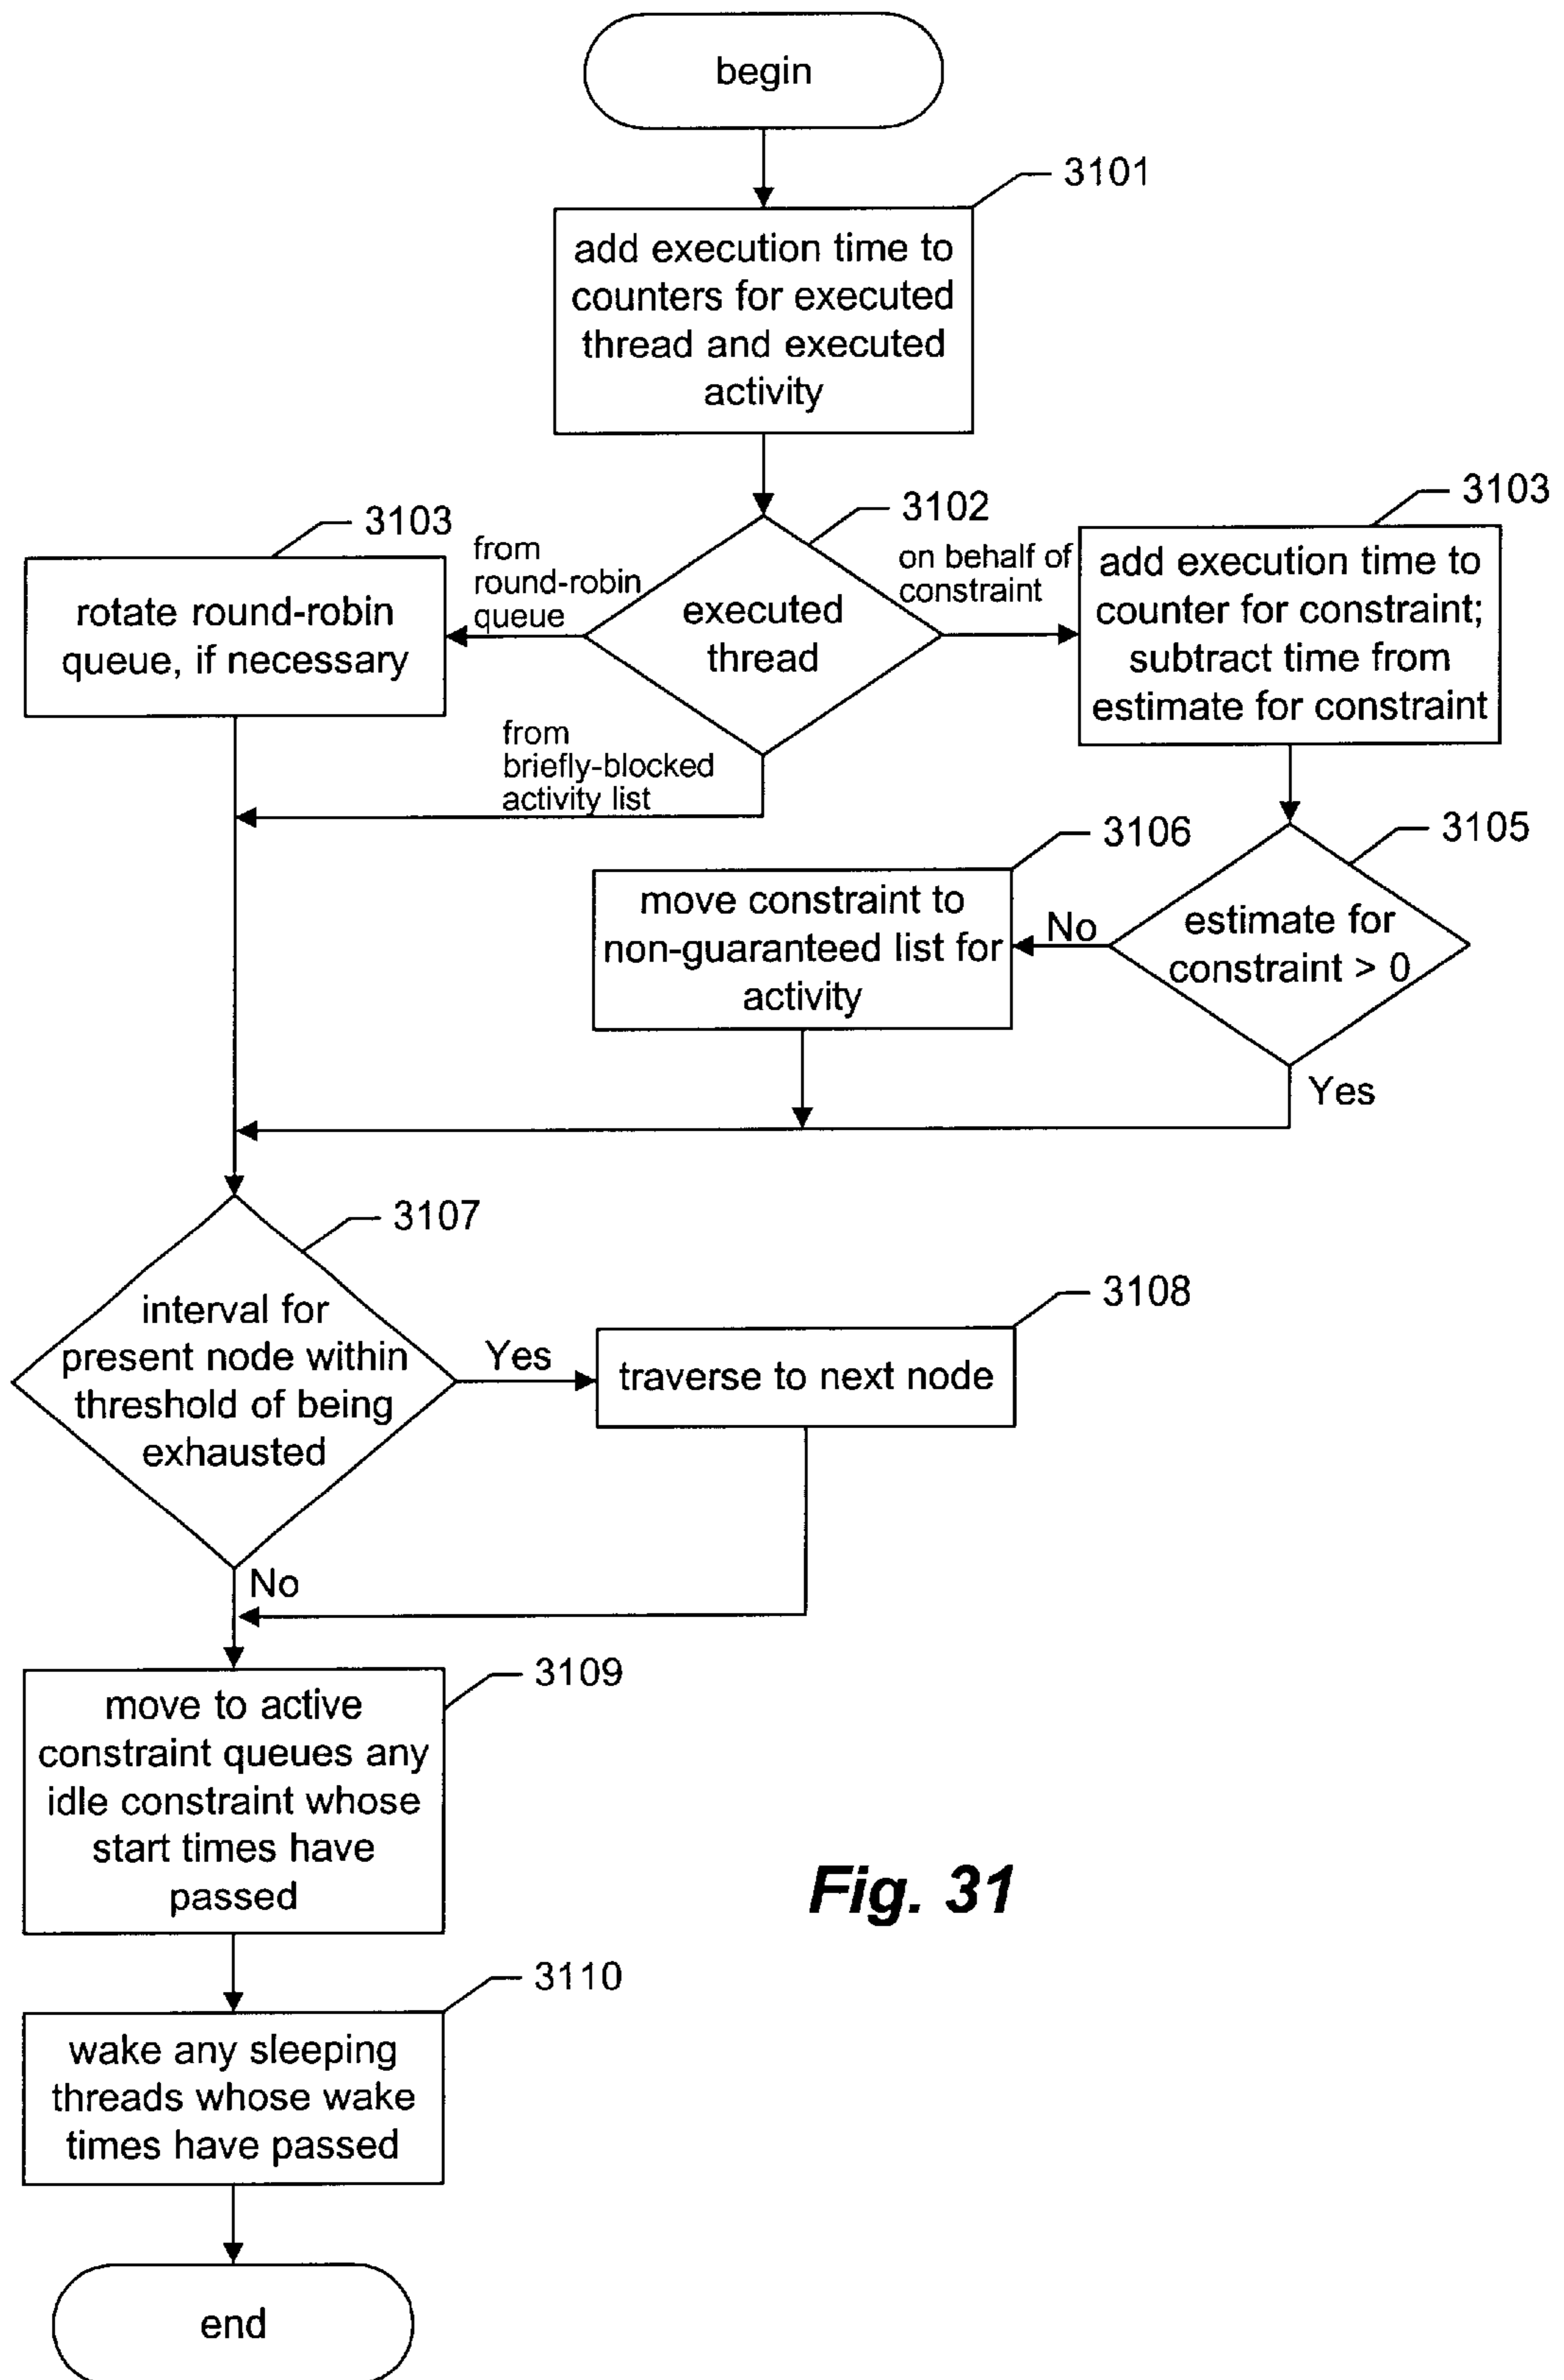 begin
3101
add execution time to
counters for executed
thread and executed
activity
3103
rotate round-robin
queue, if necessary
from
round-robin
queue
3102
executed
thread
on behalf of
constraint
3103
add execution time to
counter for constraint;
subtract time from
estimate for constraint
from
briefly-blocked
activity list
3106
move constraint to
non-guaranteed list for
activity
No
3105
estimate for
constraint > 0
Yes
3107
interval for
present node within
threshold of being
exhausted
Yes
3108
traverse to next node
No
3109
move to active
constraint queues any
idle constraint whose
start times have
passed
Fig. 31
3110
wake any sleeping
threads whose wake
times have passed
end